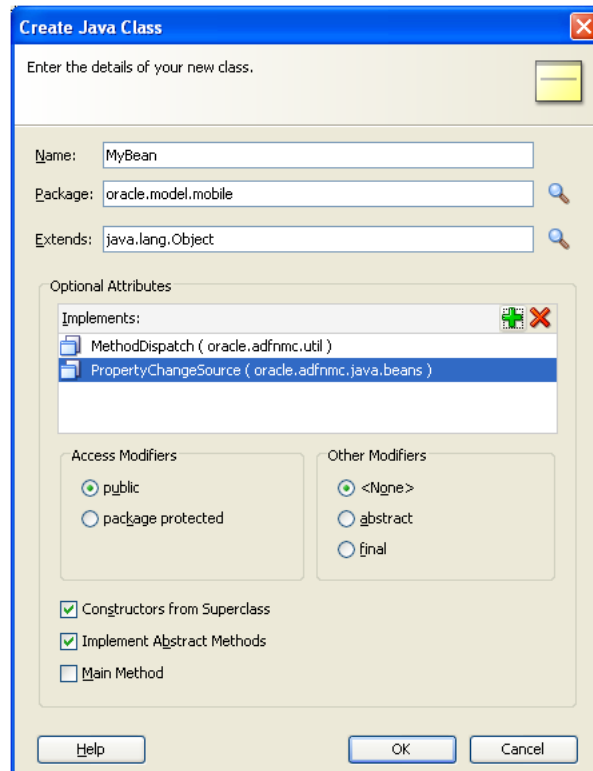 Create Java Class
Enter the details of your new class.
Name: MyBean
Package: oracle.model.mobile
Extends: java.lang.Object
Optional Attributes
Implements:
MethodDispatch ( oracle.adfnmc.util )
PropertyChangeSource ( oracle.adfnmc.java.beans )
Access Modifiers
public
package protected
Other Modifiers
<None>
abstract
final
Constructors from Superclass
Implement Abstract Methods
Main Method
Help OK Cancel